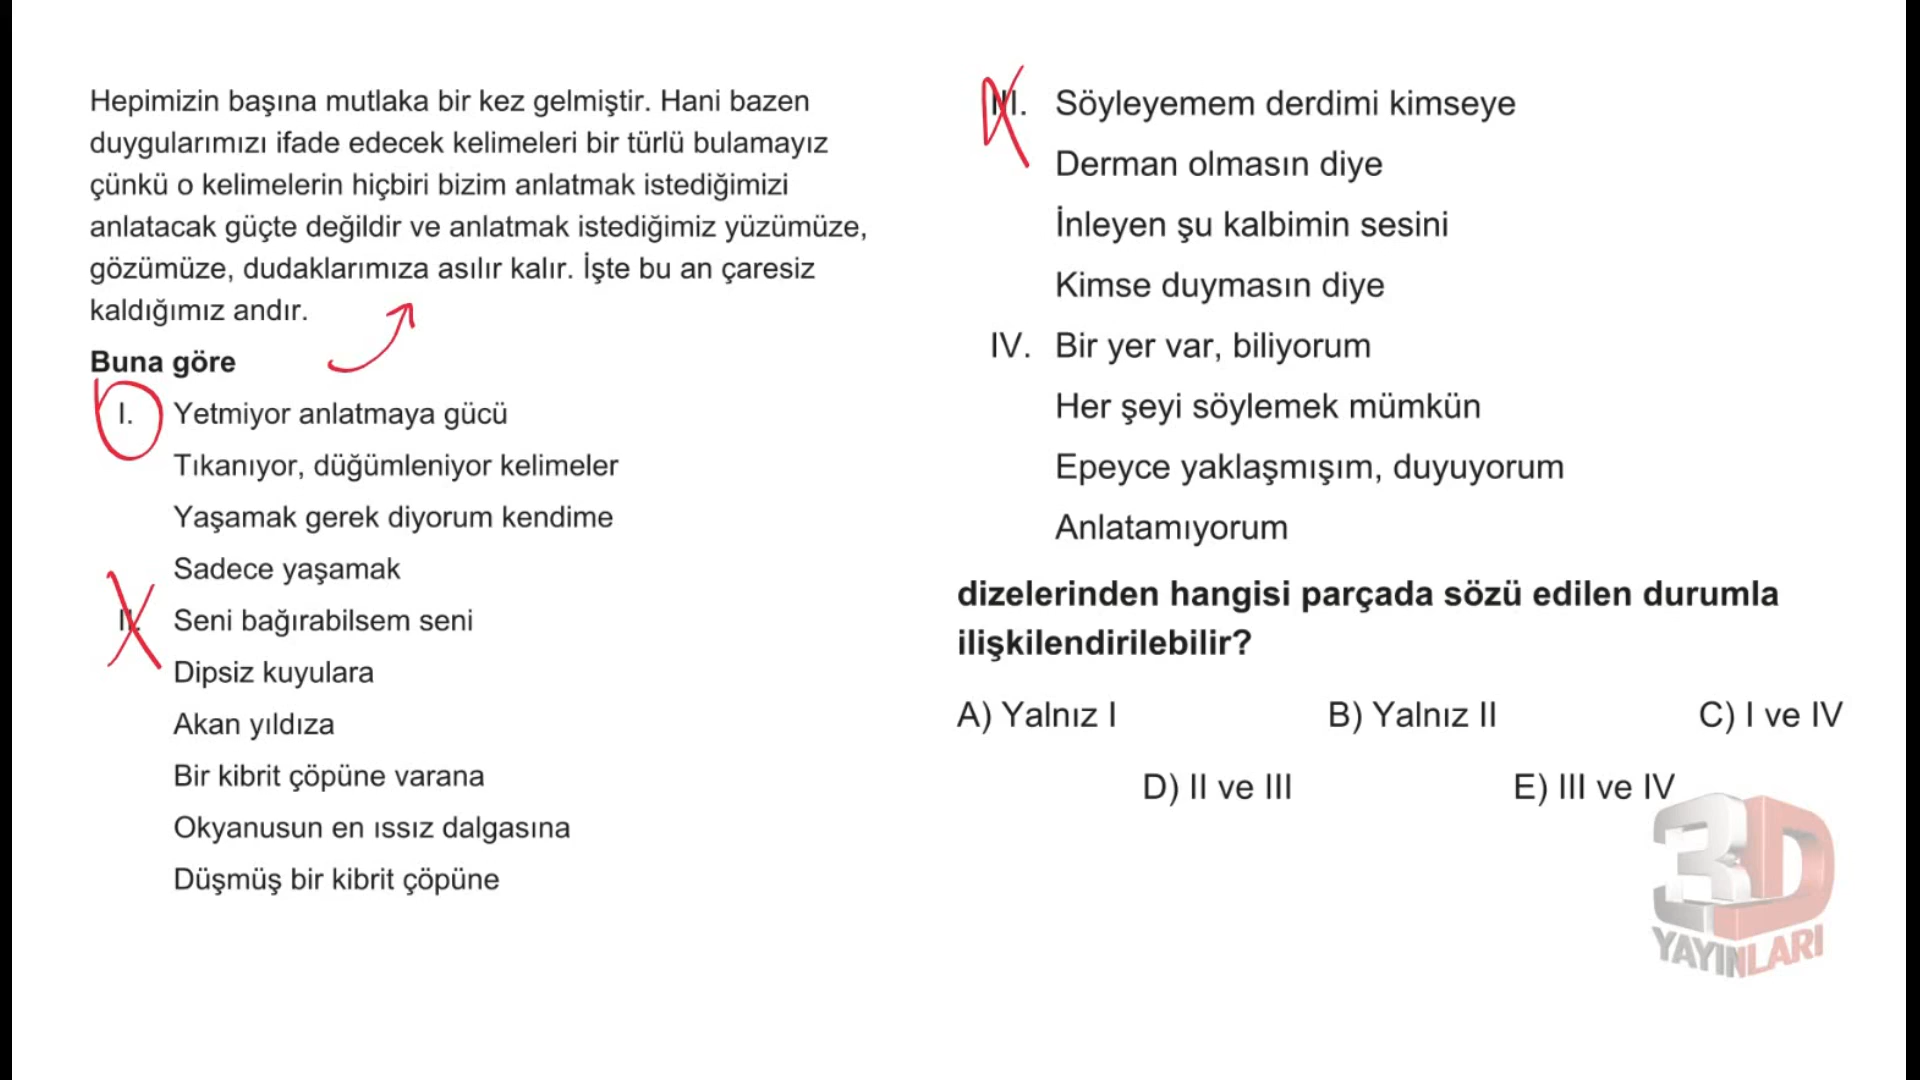 Hepimizin başına mutlaka bir kez gelmiştir. Hani bazen
duygularımızı ifade edecek kelimeleri bir türlü bulamayız
çünkü o kelimelerin hiçbiri bizim anlatmak istediğimizi
anlatacak güçte değildir ve anlatmak istediğimiz yüzümüze,
gözümüze, dudaklarımıza asılır kalır. İşte bu an çaresiz
kaldığımız andır.
Buna göre
I. Yetmiyor anlatmaya gücü
Tıkanıyor, düğümleniyor kelimeler
Yaşamak gerek diyorum kendime
Sadece yaşamak
II. Seni bağırabilsem seni
Dipsiz kuyulara
Akan yıldıza
Bir kibrit çöpüne varana
Okyanusun en ıssız dalgasına
Düşmüş bir kibrit çöpüne
III. Söyleyemem derdimi kimseye
Derman olmasın diye
İnleyen şu kalbimin sesini
Kimse duymasın diye
IV. Bir yer var, biliyorum
Her şeyi söylemek mümkün
Epeyce yaklaşmışım, duyuyorum
Anlatamıyorum
dizelerinden hangisi parçada sözü edilen durumla
ilişkilendirilebilir?
A) Yalnız I B) Yalnız II C) I ve IV
D) II ve III E) III ve IV
3D
YAYINLARI